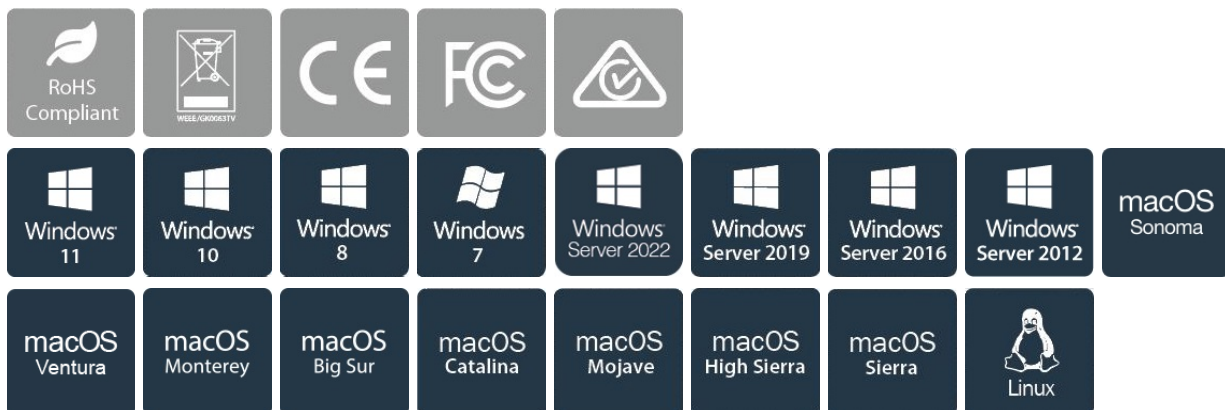 RoHS
Compliant
WEEE/GK0063TV
CE
FC
Windows
11
Windows
10
Windows
8
Windows
7
Windows
Server 2022
Windows
Server 2019
Windows
Server 2016
Windows
Server 2012
macOS
Sonoma
macOS
Ventura
macOS
Monterey
macOS
Big Sur
macOS
Catalina
macOS
Mojave
macOS
High Sierra
macOS
Sierra
Linux